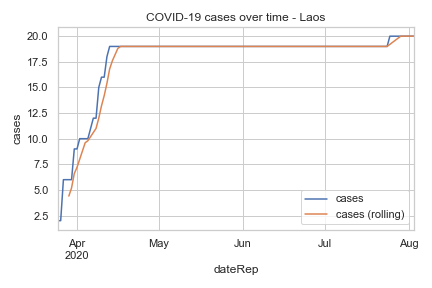 COVID-19 cases over time - Laos
20.0
17.5
15.0
12.5
10.0
7.5
5.0
2.5
cases
cases
cases (rolling)
Apr
2020
May
Jun
Jul
Aug
dateRep